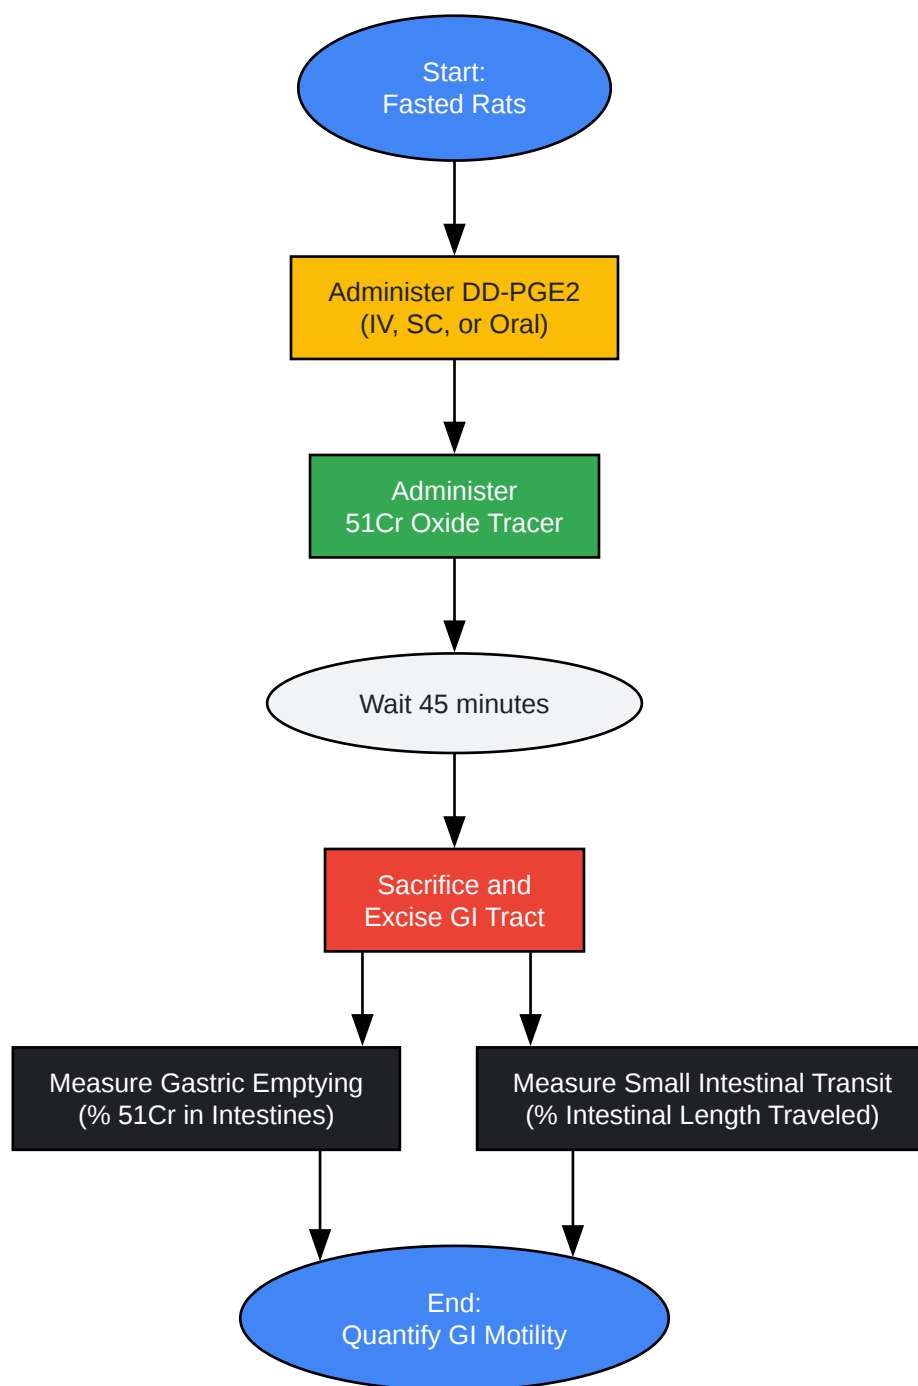 Start:
Fasted Rats
Administer DD-PGE2
(IV, SC, or Oral)
Administer
51Cr Oxide Tracer
Wait 45 minutes
Sacrifice and
Excise GI Tract
Measure Gastric Emptying
(% 51Cr in Intestines)
Measure Small Intestinal Transit
(% Intestinal Length Traveled)
End:
Quantify GI Motility